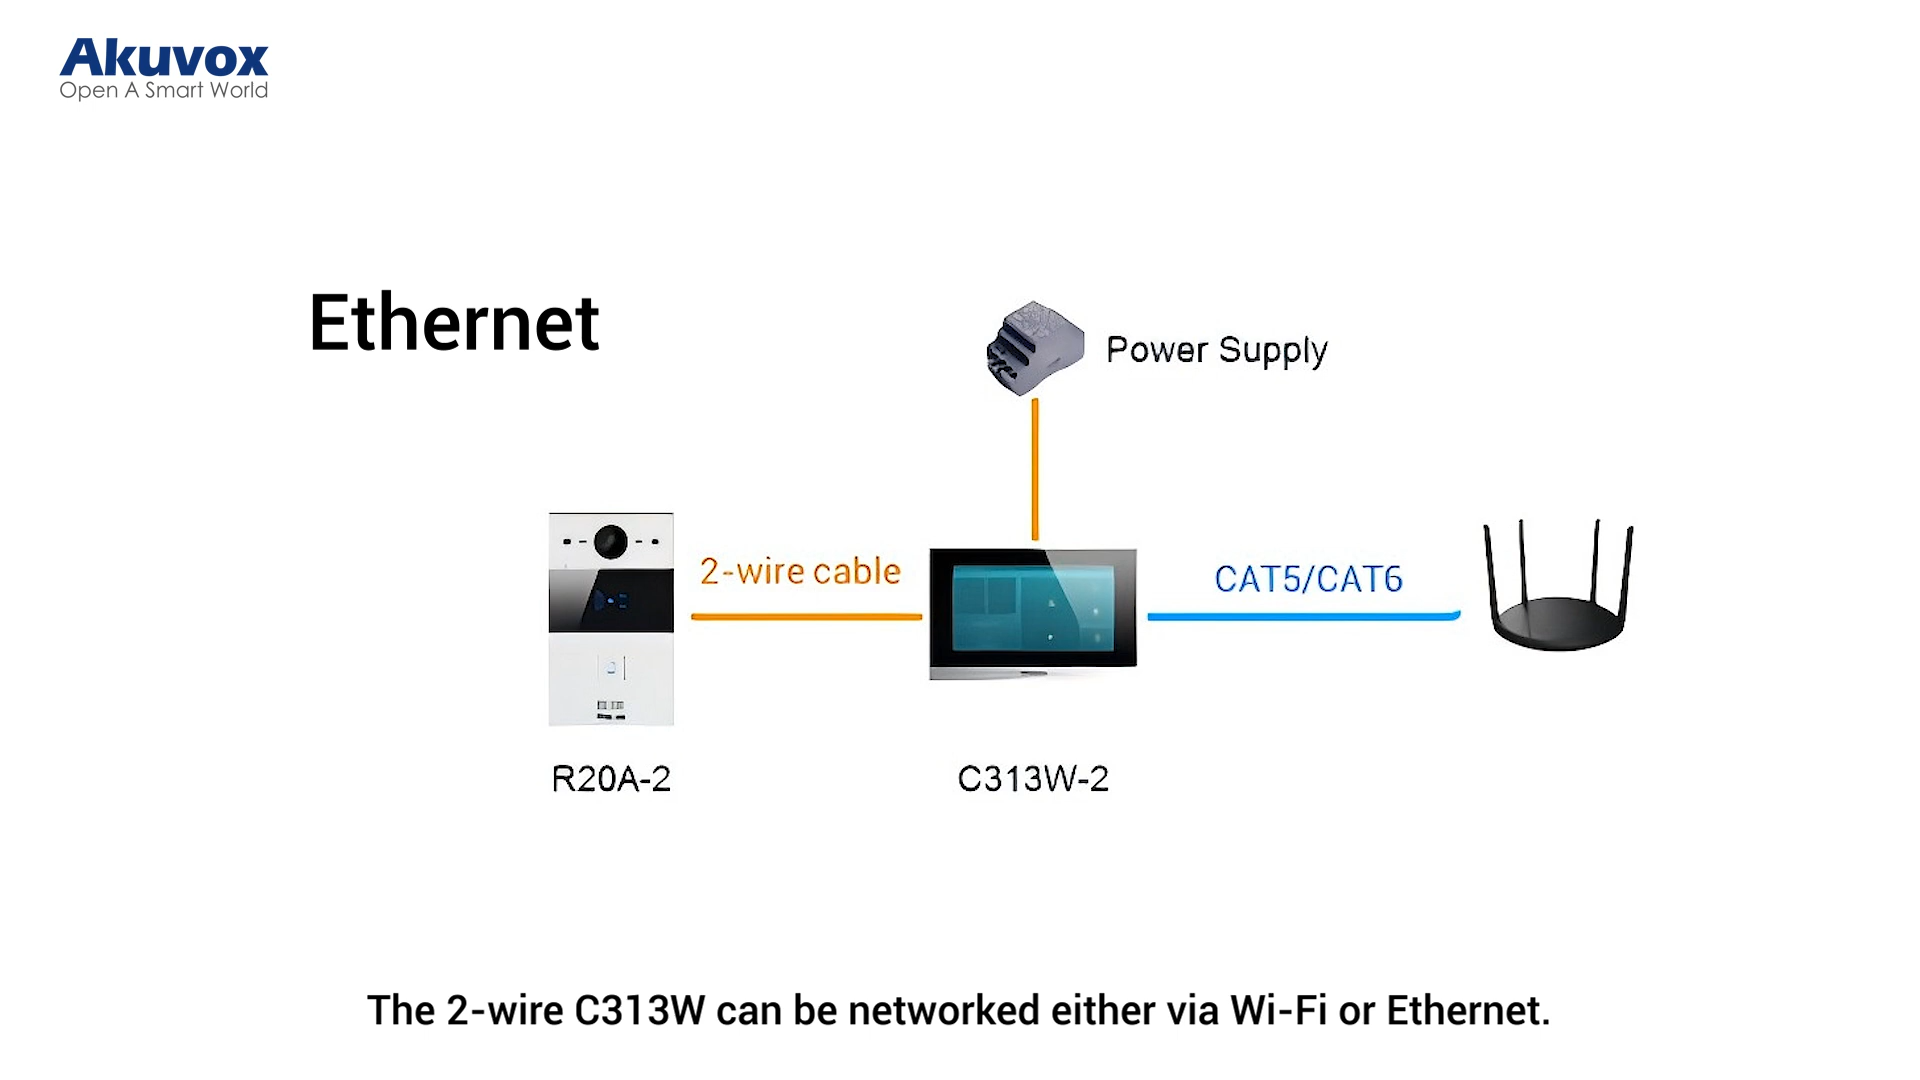 Akuvox
Open A Smart World
Ethernet
Power Supply
2-wire cable
CAT5/CAT6
R20A-2
C313W-2
The 2-wire C313W can be networked either via Wi-Fi or Ethernet.